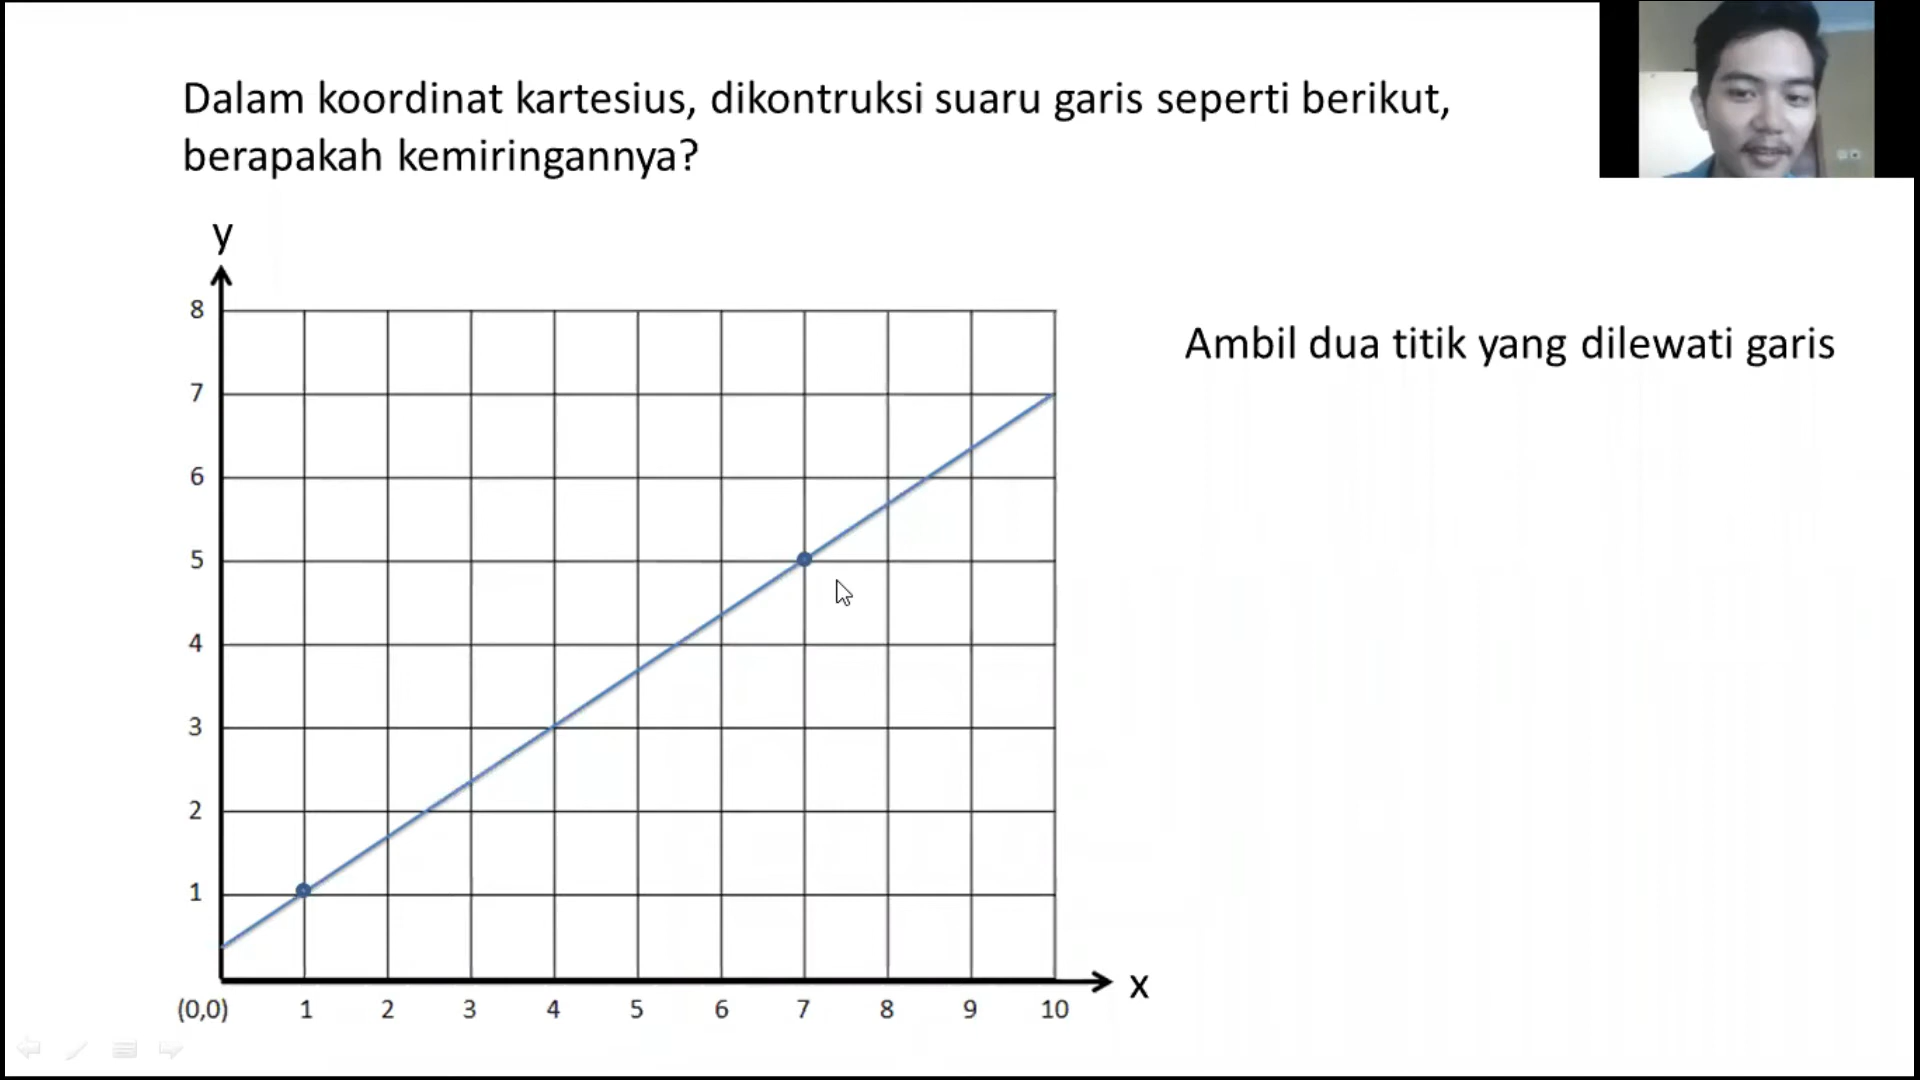 Dalam koordinat kartesius, dikontruksi suaru garis seperti berikut,
berapakah kemiringannya?
y
8
7
6
5
4
3
2
1
(0,0) 1 2 3 4 5 6 7 8 9 10
x
Ambil dua titik yang dilewati garis